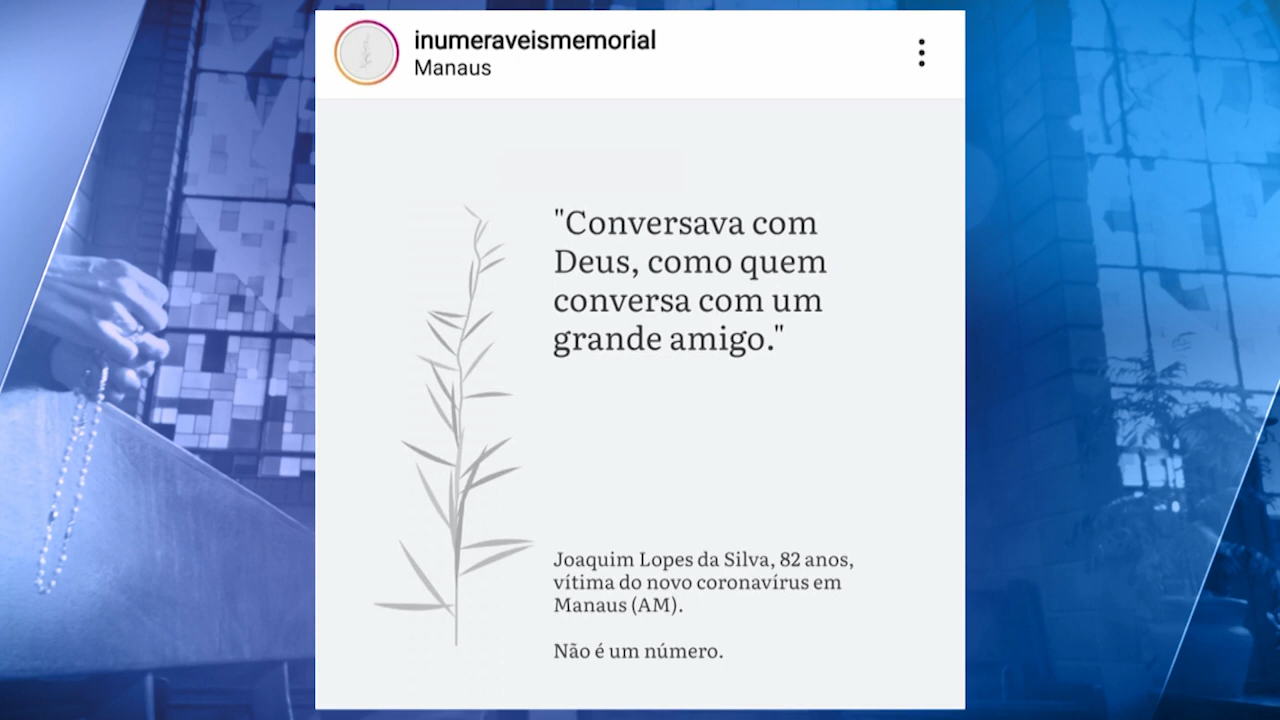 inumeraveismemorial
Manaus
"Conversava com
Deus, como quem
conversa com um
grande amigo."
Joaquim Lopes da Silva, 82 anos,
vítima do novo coronavírus em
Manaus (AM).
Não é um número.